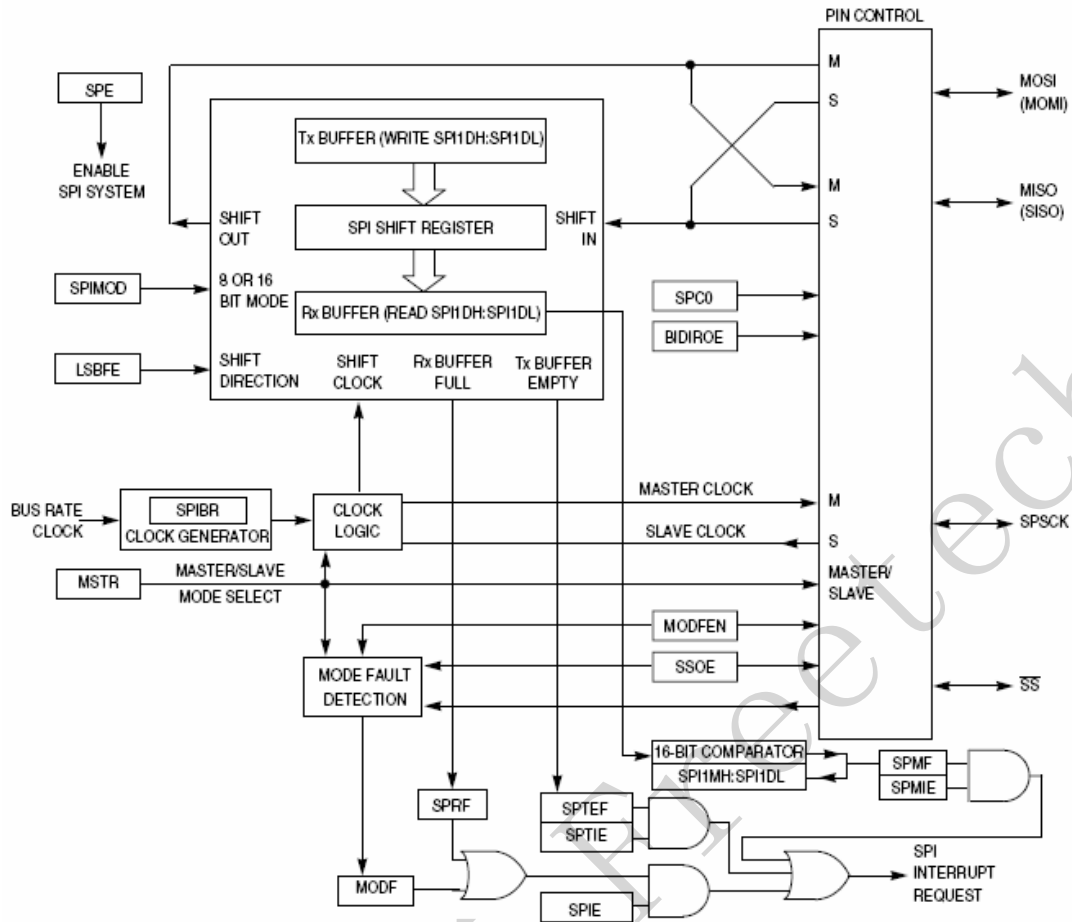 PIN CONTROL
M
MOSI
(MOMI)
S
SPE
ENABLE
SPI SYSTEM
Tx BUFFER (WRITE SPI1DH:SPI1DL)
M
MISO
(SISO)
S
SHIFT
OUT
SPI SHIFT REGISTER
SHIFT
IN
SPIMOD
8 OR 16
BIT MODE
Rx BUFFER (READ SPI1DH:SPI1DL)
SPC0
BIDIROE
LSBFE
SHIFT
DIRECTION
SHIFT
CLOCK
Rx BUFFER
FULL
Tx BUFFER
EMPTY
BUS RATE
CLOCK
SPIBR
CLOCK GENERATOR
CLOCK
LOGIC
MASTER CLOCK
M
SLAVE CLOCK
S
SPSCK
MSTR
MASTER/SLAVE
MODE SELECT
MASTER/
SLAVE
MODFEN
SSOE
MODE FAULT
DETECTION
SS
16-BIT COMPARATOR
SPI1MH:SPI1DL
SPMF
SPMIE
SPRF
SPTEF
SPTIE
MODF
SPIE
SPI
INTERRUPT
REQUEST
Freetech